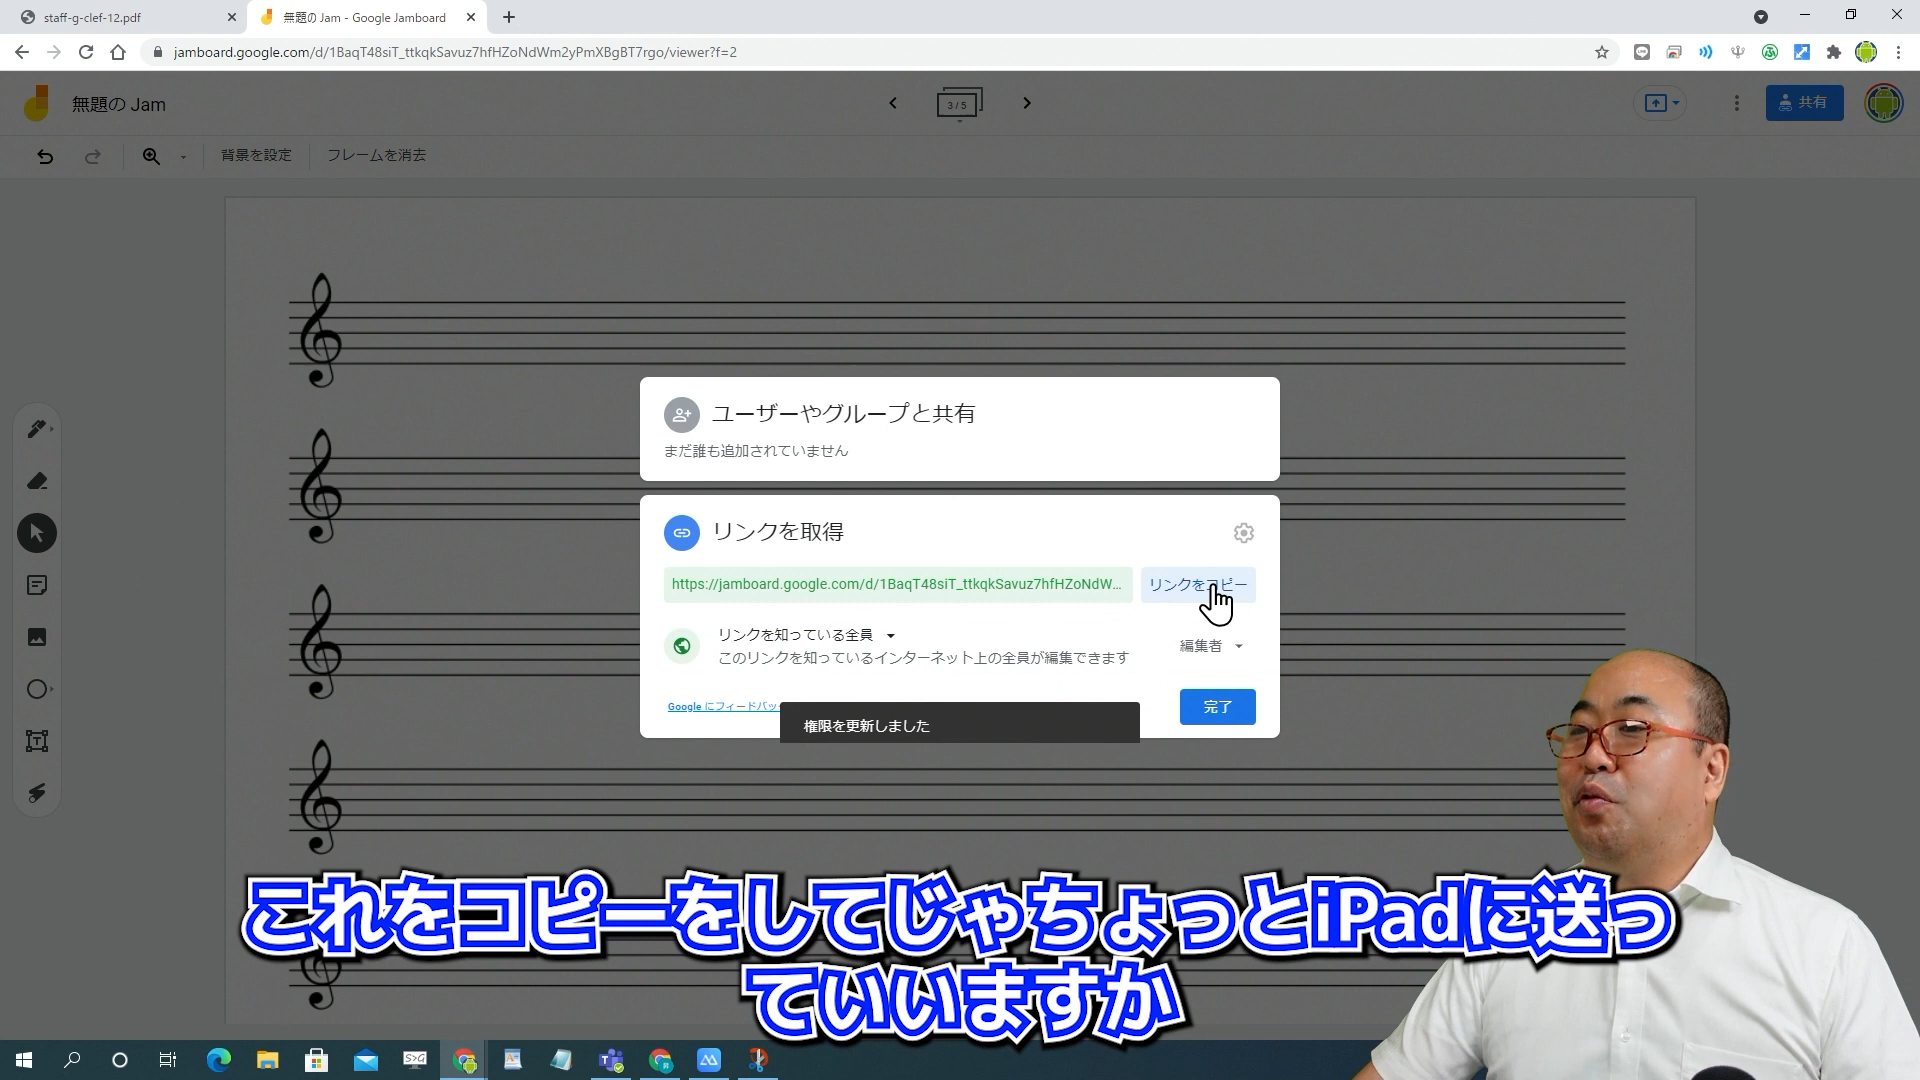 staff-g-clef-12.pdf
無題の Jam - Google Jamboard
jamboard.google.com/d/1BaqT48siT_ttkqkSavuz7hfHZoNdWm2yPmXBgBT7rgo/viewer?f=2
無題の Jam
3 / 5
共有
背景を設定
フレームを消去
ユーザーやグループと共有
まだ誰も追加されていません
リンクを取得
https://jamboard.google.com/d/1BaqT48siT_ttkqkSavuz7hfHZoNdW...
リンクをコピー
リンクを知っている全員
このリンクを知っているインターネット上の全員が編集できます
編集者
Google にフィードバッ
完了
権限を更新しました
これをコピーをしてじゃちょっとiPadに送っ
ていいますか